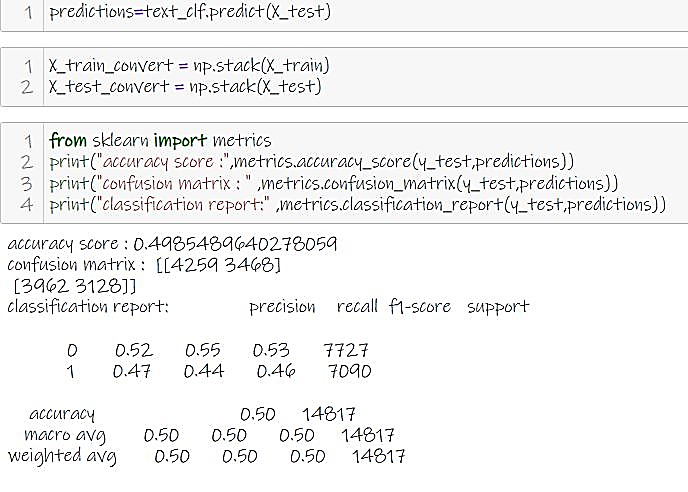 1 predictions=text_clf.predict(X_test)
1 X_train_convert = np.stack(X_train)
2 X_test_convert = np.stack(X_test)
1 from sklearn import metrics
2 print("accuracy score :",metrics.accuracy_score(y_test,predictions))
3 print("confusion matrix : " ,metrics.confusion_matrix(y_test,predictions))
4 print("classification report:" ,metrics.classification_report(y_test,predictions))
accuracy score : 0.4985489640278059
confusion matrix :  [[4259 3468]
[3962 3128]]
classification report:               precision    recall  f1-score   support
0       0.52      0.55      0.53      7727
1       0.47      0.44      0.46      7090
accuracy                           0.50     14817
macro avg       0.50      0.50      0.50     14817
weighted avg       0.50      0.50      0.50     14817